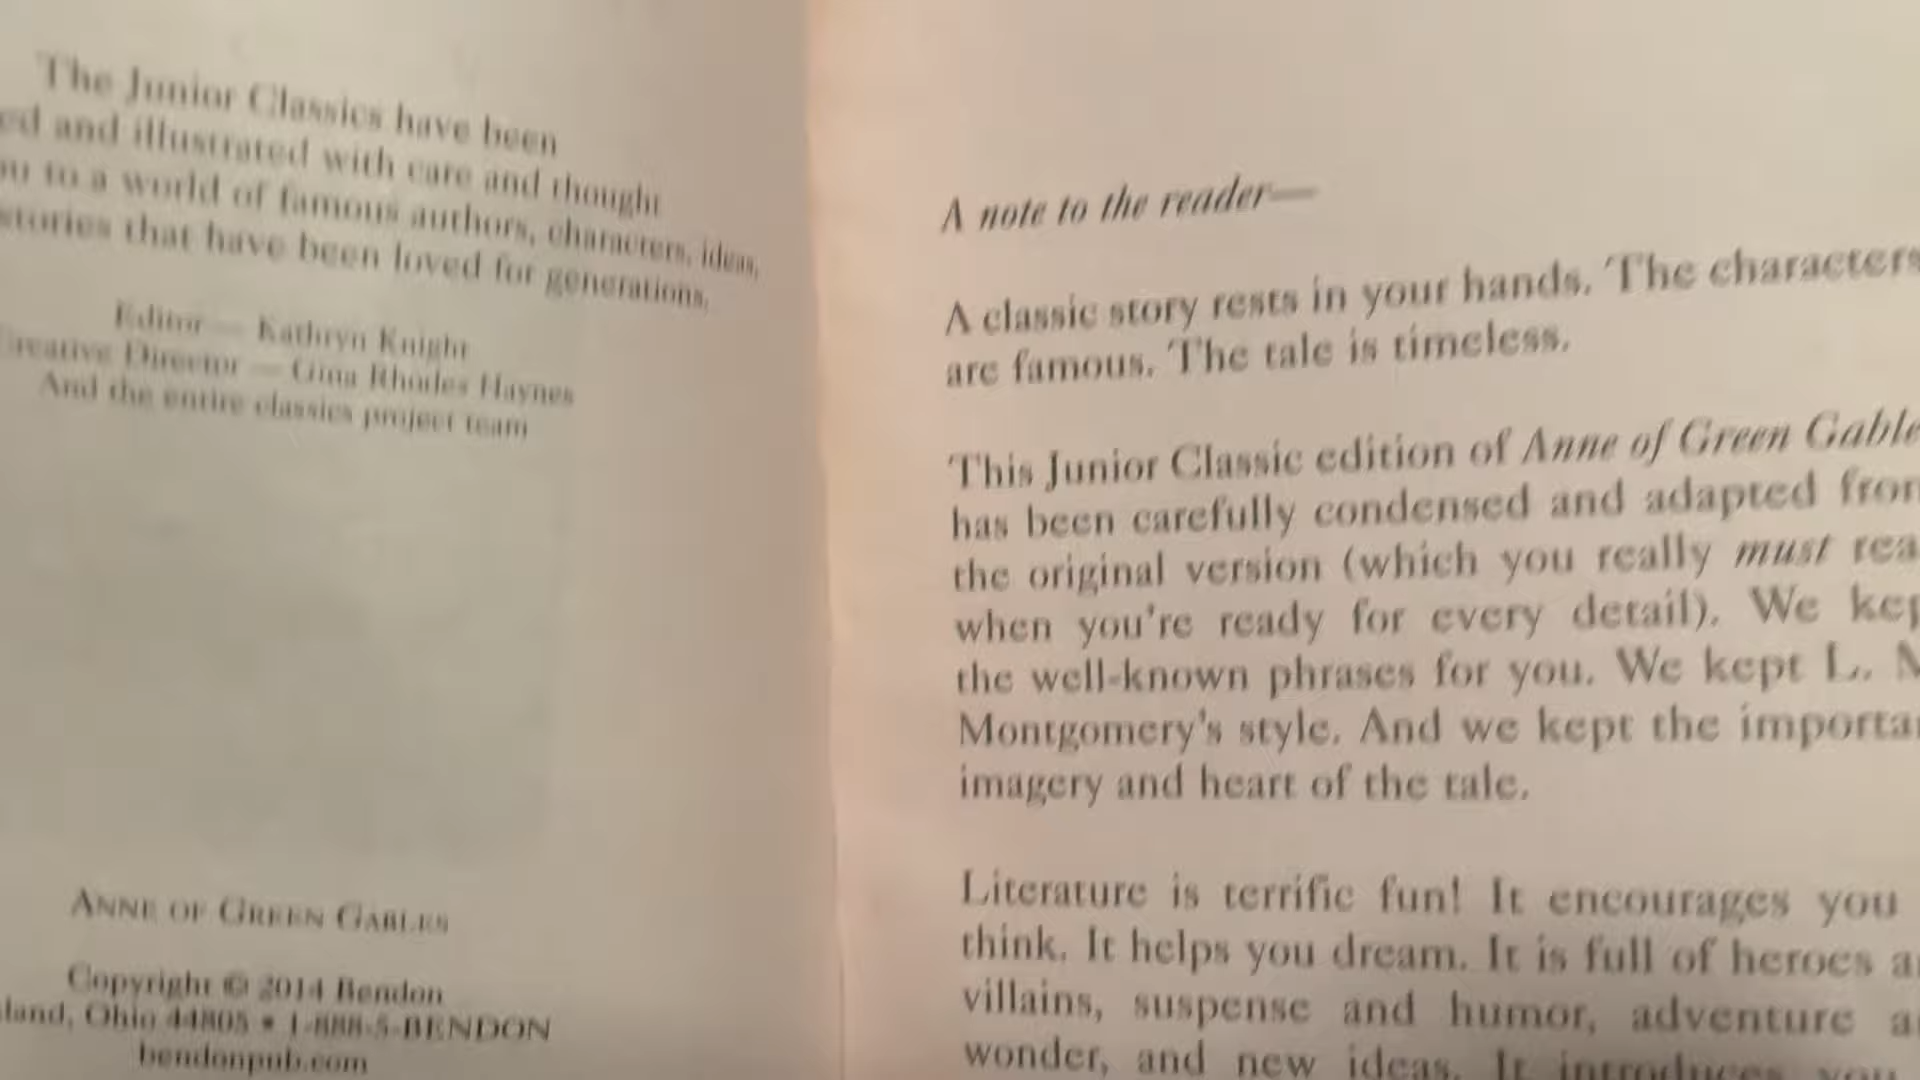 The Junior Classics have been
ed and illustrated with care and thought
ou to a world of famous authors, characters, ideas,
stories that have been loved for generations.
Editor — Kathryn Knight
Creative Director — Gina Rhodes Haynes
And the entire classics project team
ANNE OF GREEN GABLES
Copyright © 2014 Bendon
land, Ohio 44805 • 1-888-5-BENDON
bendonpub.com
A note to the reader—
A classic story rests in your hands. The characters
are famous. The tale is timeless.
This Junior Classic edition of Anne of Green Gable
has been carefully condensed and adapted from
the original version (which you really must rea
when you're ready for every detail). We kep
the well-known phrases for you. We kept L. M
Montgomery's style. And we kept the importa
imagery and heart of the tale.
Literature is terrific fun! It encourages you
think. It helps you dream. It is full of heroes a
villains, suspense and humor, adventure a
wonder, and new ideas. It introduces you